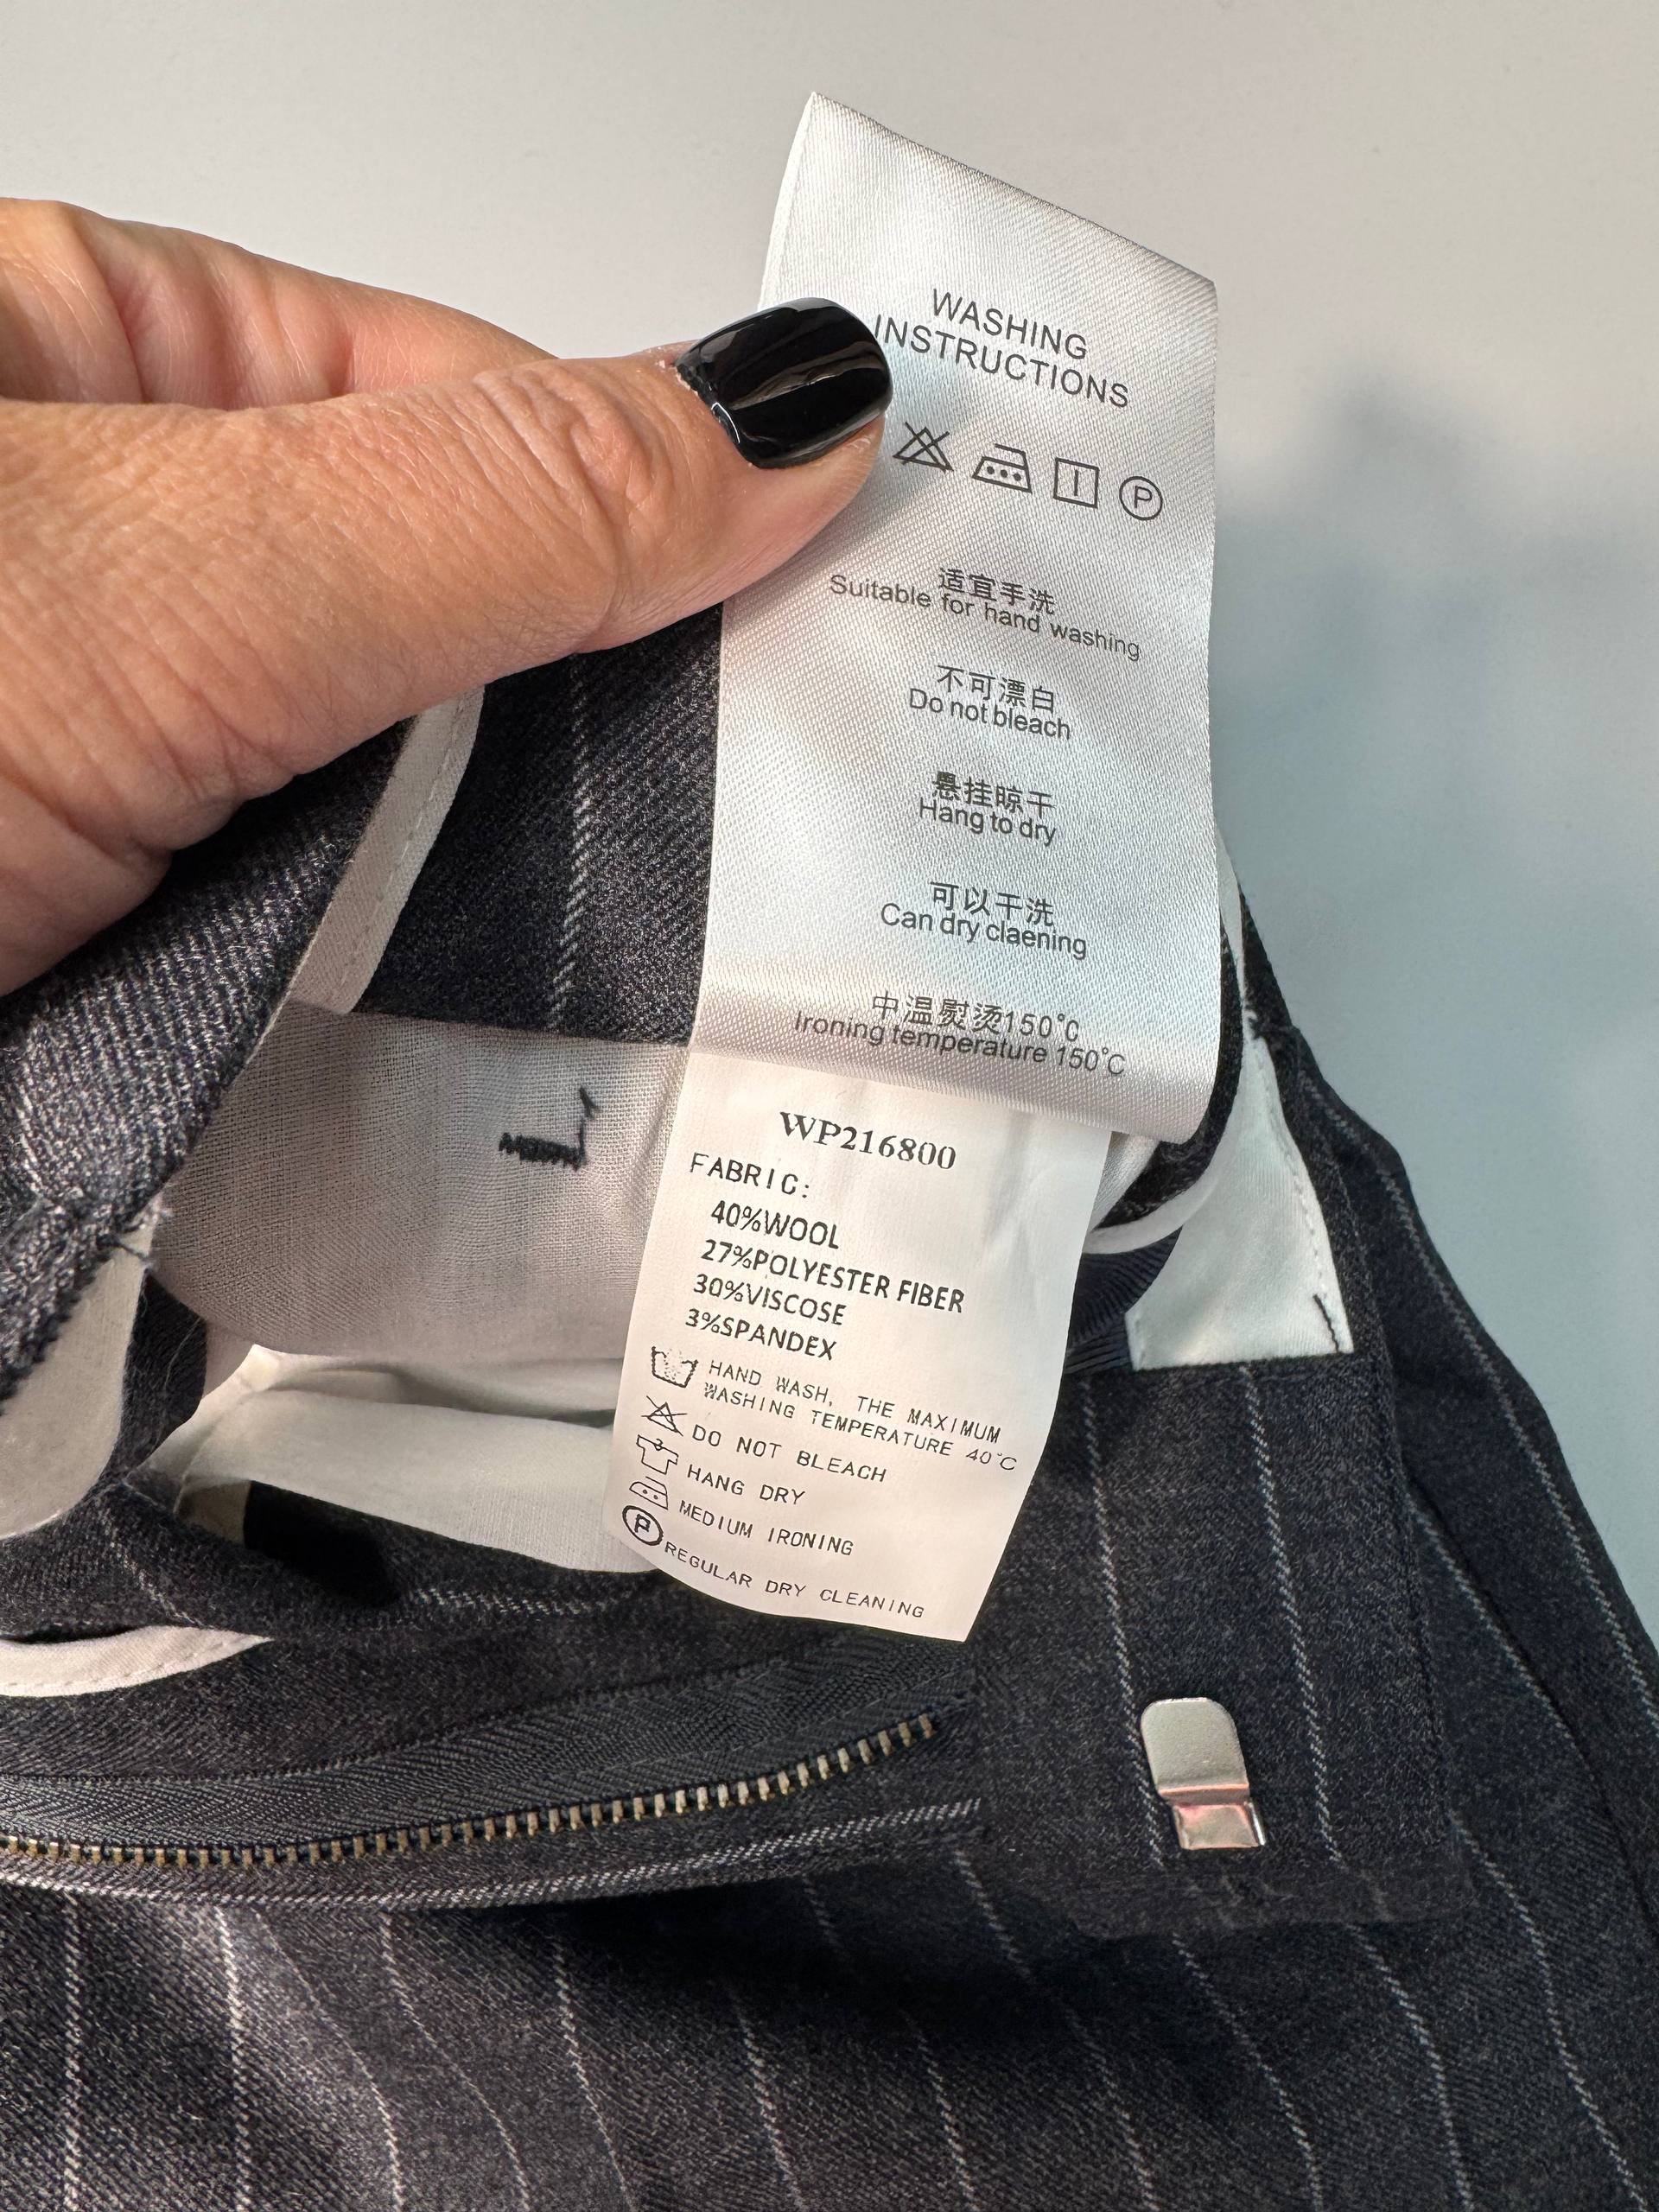 WASHING
INSTRUCTIONS
P
适宜手洗
Suitable for hand washing
不可漂白
Do not bleach
悬挂晾干
Hang to dry
可以干洗
Can dry claening
中温熨烫150°C
Ironing temperature 150°C
WP216800
FABRIC:
40%WOOL
27%POLYESTER FIBER
30%VISCOSE
3%SPANDEX
HAND WASH, THE MAXIMUM
WASHING TEMPERATURE 40°C
DO NOT BLEACH
HANG DRY
MEDIUM IRONING
P REGULAR DRY CLEANING